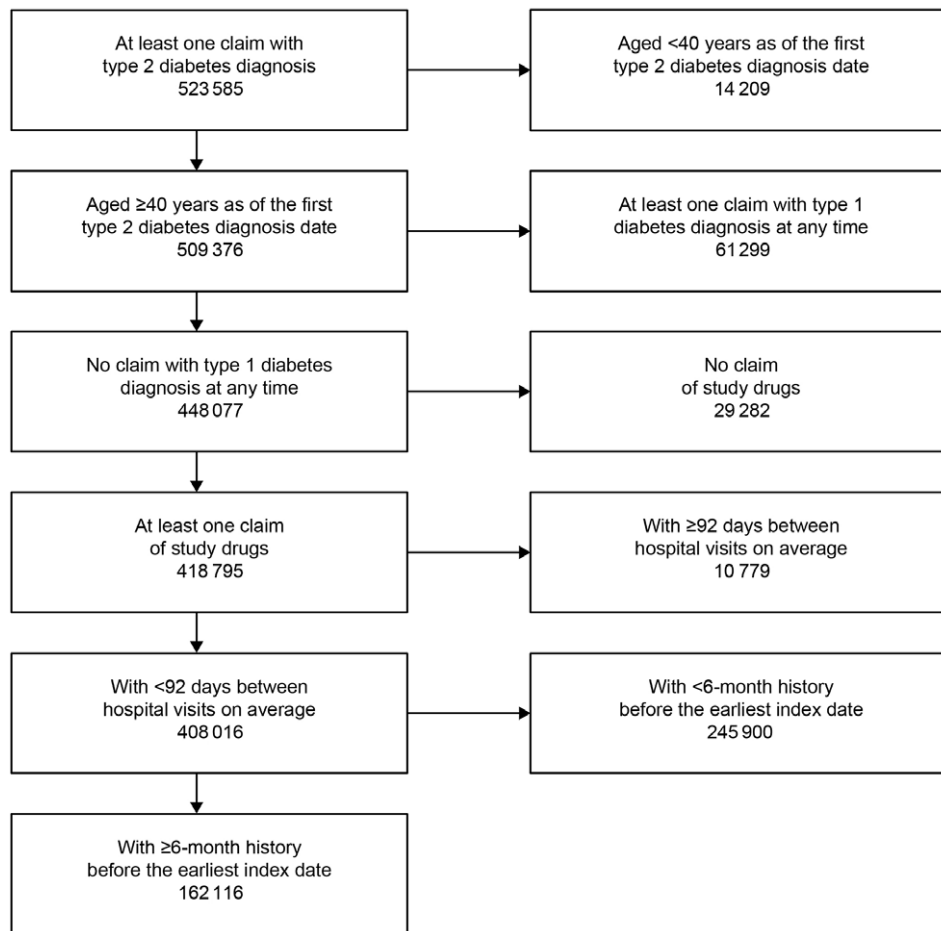 At least one claim with
type 2 diabetes diagnosis
523 585
Aged <40 years as of the first
type 2 diabetes diagnosis date
14 209
Aged ≥40 years as of the first
type 2 diabetes diagnosis date
509 376
At least one claim with type 1
diabetes diagnosis at any time
61 299
No claim with type 1 diabetes
diagnosis at any time
448 077
No claim
of study drugs
29 282
At least one claim
of study drugs
418 795
With ≥92 days between
hospital visits on average
10 779
With <92 days between
hospital visits on average
408 016
With <6-month history
before the earliest index date
245 900
With ≥6-month history
before the earliest index date
162 116